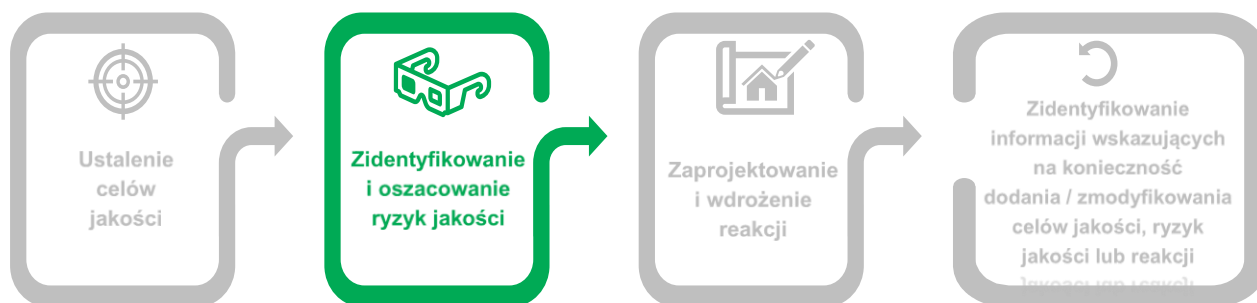 Ustalenie
celów
jakości
Zidentyfikowanie
i oszacowanie
ryzyk jakości
Zaprojektowanie
i wdrożenie
reakcji
Zidentyfikowanie
informacji wskazujących
na konieczność
dodania / zmodyfikowania
celów jakości, ryzyk
jakości lub reakcji